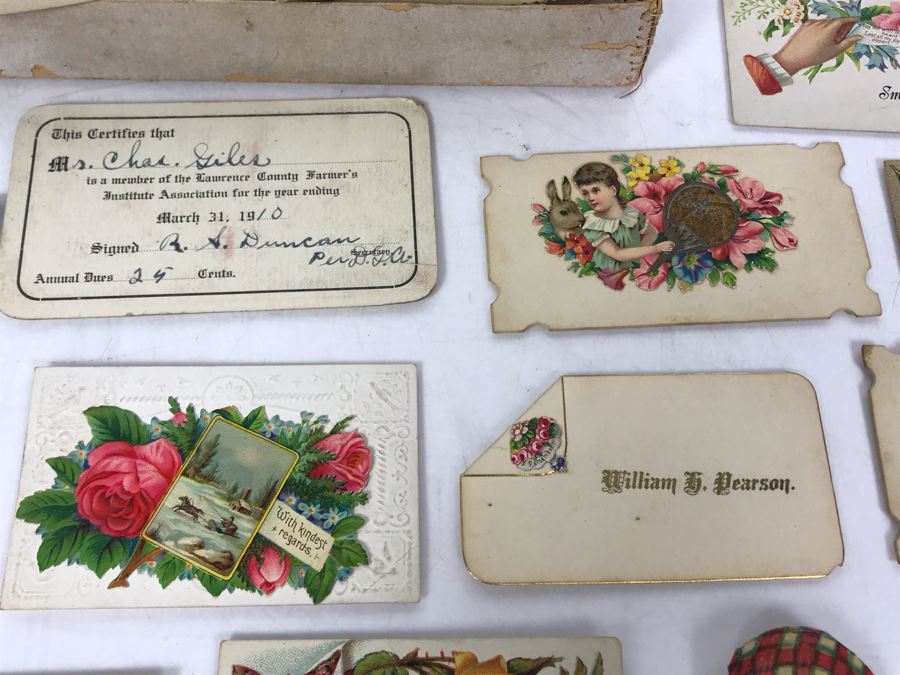 This Certifies that
Mr. Chas. Giles
is a member of the Lawrence County Farmer's
Institute Association for the year ending
March 31, 1910
Signed R. S. Duncan
Secretary
Annual Dues 25 Cents.
With kindest
regards.
William H. Pearson.